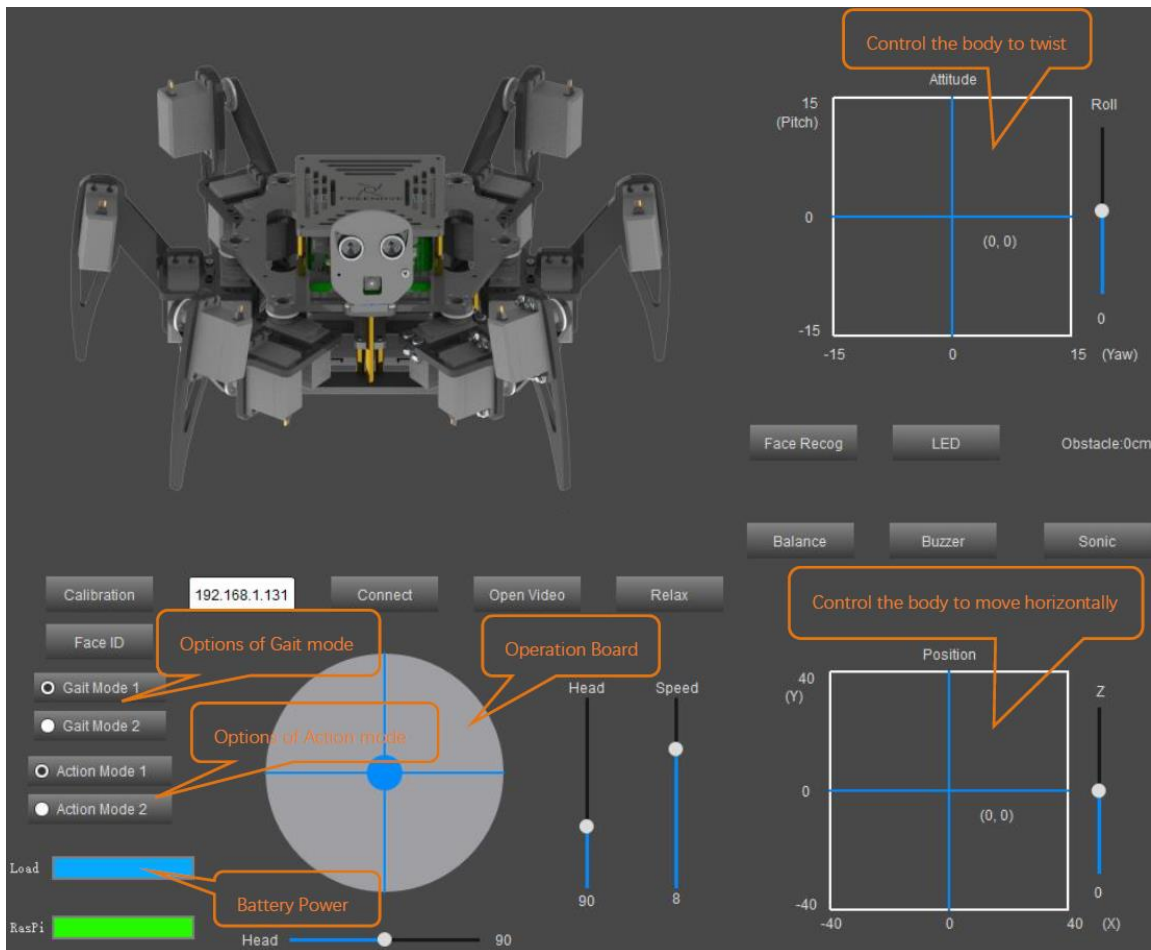 Control the body to twist
Attitude
15
(Pitch)
Roll
0
(0, 0)
-15
0
-15
0
15
(Yaw)
FREENOVE
Face Recog
LED
Obstacle:0cm
Balance
Buzzer
Sonic
Calibration
192.168.1.131
Connect
Open Video
Relax
Control the body to move horizontally
Face ID
Options of Gait mode
Operation Board
Position
Gait Mode 1
Head
Speed
40
(Y)
Z
Gait Mode 2
Options of Action mode
Action Mode 1
0
(0, 0)
Action Mode 2
Load
Battery Power
90
8
0
-40
RasPi
-40
0
40
(X)
Head
90